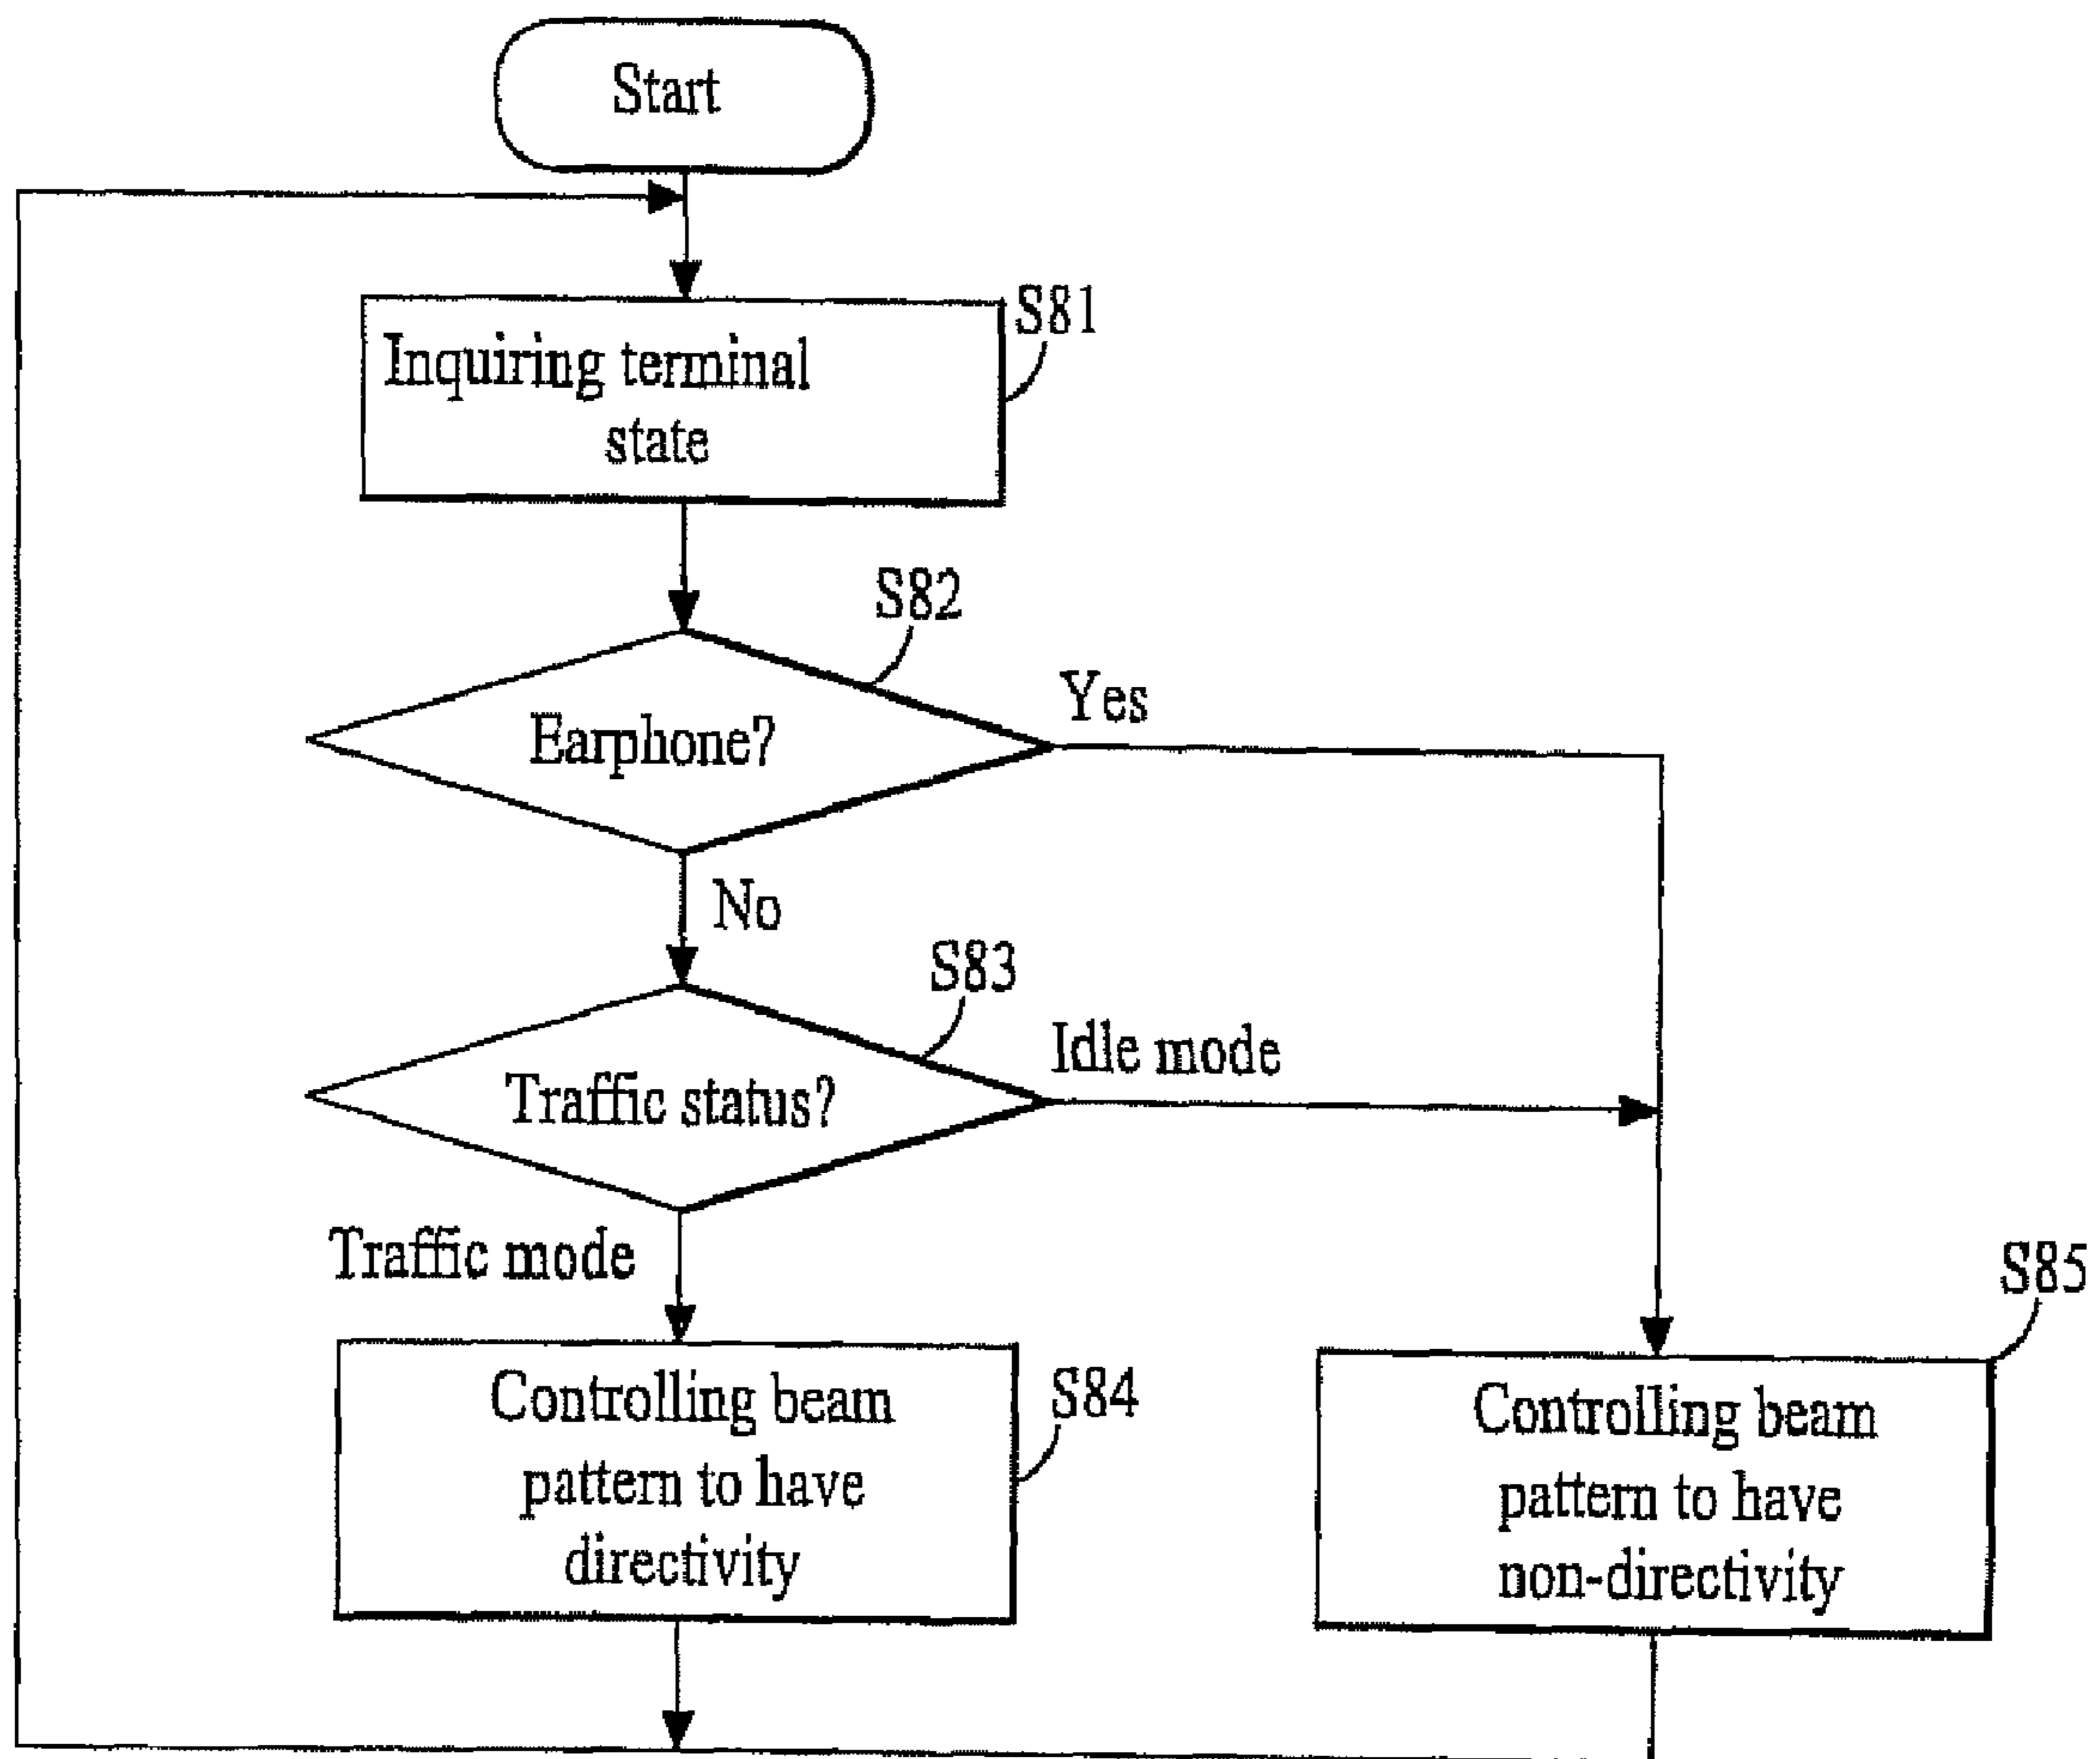 Start
Inquiring terminal
state
S81
S82
Earphone?
Yes
No
S83
Traffic status?
Idle mode
Traffic mode
Controlling beam
pattern to have
directivity
S84
S85
Controlling beam
pattern to have
non-directivity